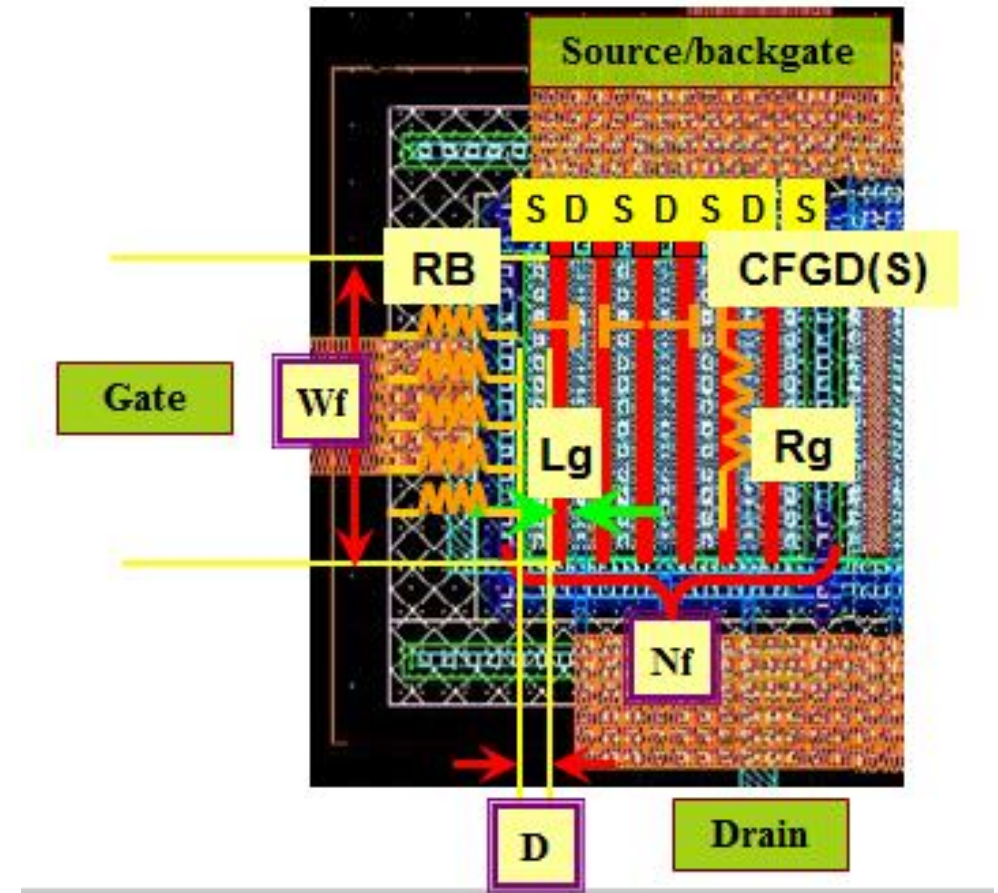 Source/backgate
S D S D S D S
RB
CFGD(S)
Gate
Wf
Lg
Rg
Nf
D
Drain